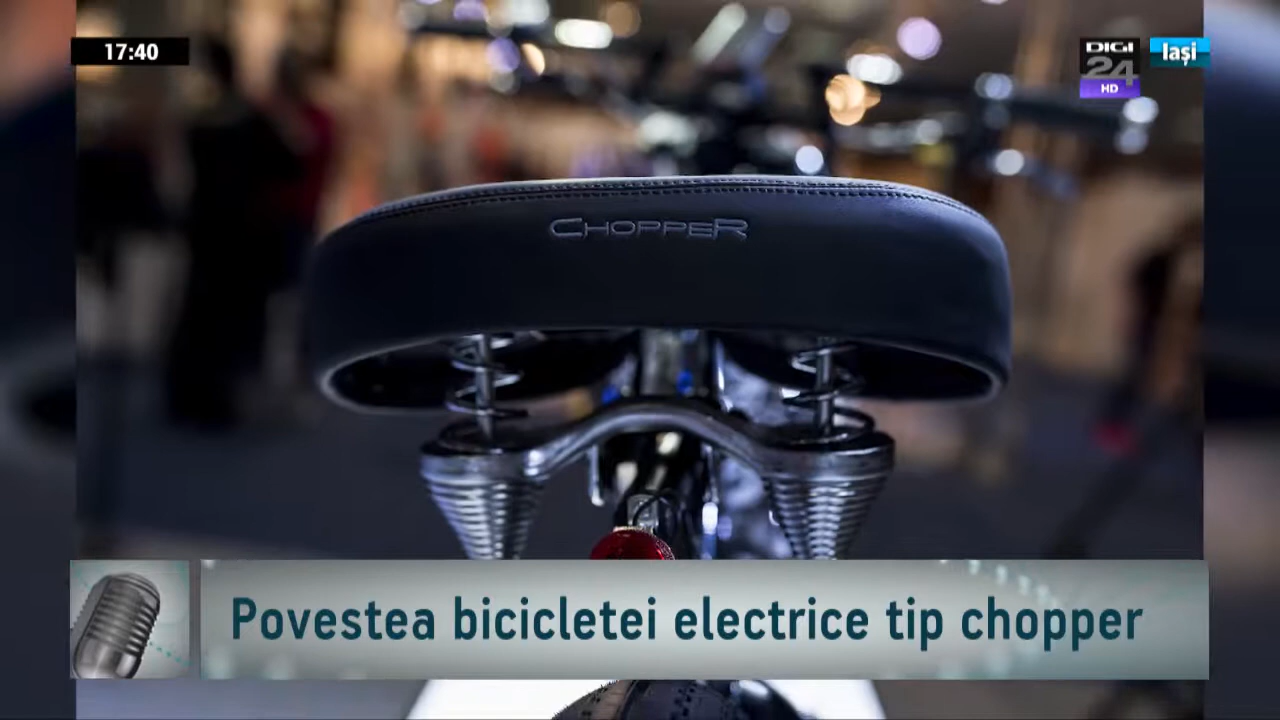 17:40
DIGI
24
HD
Iași
CHOPPER
Povestea bicicletei electrice tip chopper